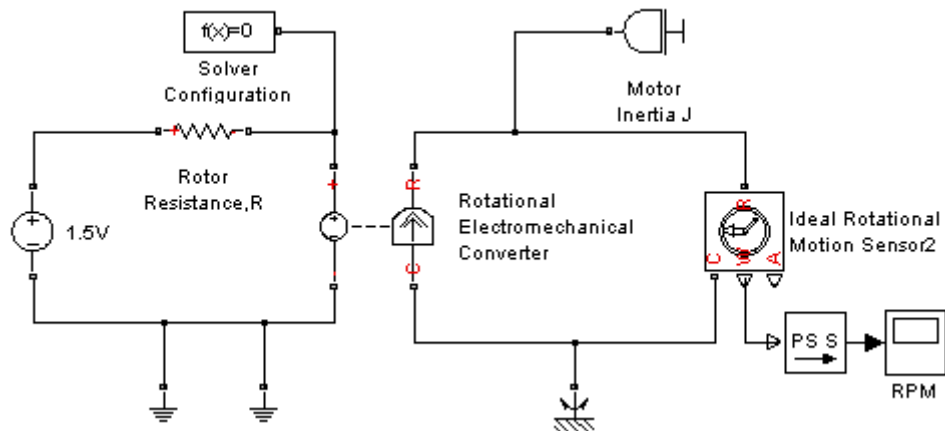 f(x)=0
Solver
Configuration
Motor
Inertia J
Rotor
Resistance,R
1.5V
+
-
R
C
Rotational
Electromechanical
Converter
R
C
W
A
Ideal Rotational
Motion Sensor2
PS S
RPM